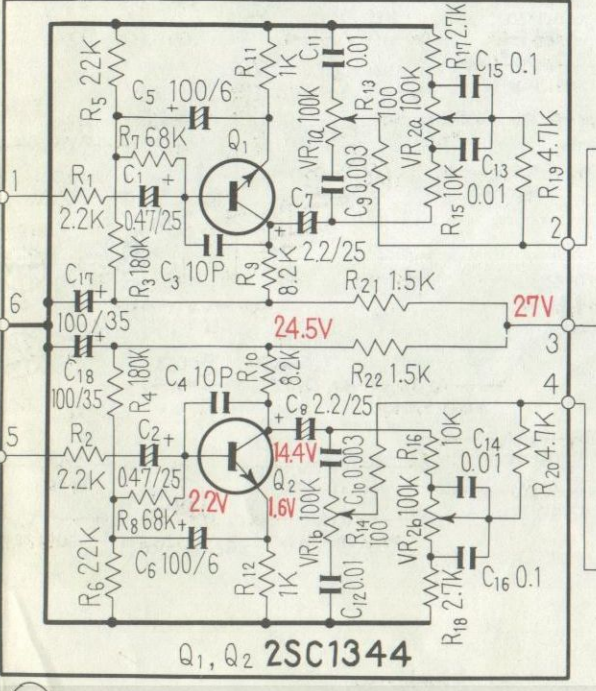 R5 22K
C5 100/6
R11 1K
C11 0.01
R13 100
VR1a 100K
R17 2.7K
C15 0.1
VR2a 100K
R7 68K
Q1
C9 0.003
C13 0.01
R19 4.7K
1
R1
2.2K
C1
0.47/25
C7
2.2/25
R15 10K
2
R3 180K
C3 10P
R9 8.2K
C17
100/35
R21 1.5K
6
24.5V
27V
3
C18
100/35
R4 180K
C4 10P
R10 8.2K
R22 1.5K
4
C8 2.2/25
5
R2
2.2K
C2
0.47/25
14.4V
Q2
C10 0.003
R16 10K
C14
0.01
R20 4.7K
R8 68K
2.2V
1.6V
VR1b 100K
R14 100
VR2b 100K
R6 22K
C6 100/6
R12 1K
C12 0.01
R18 2.7K
C16 0.1
Q1, Q2 2SC1344